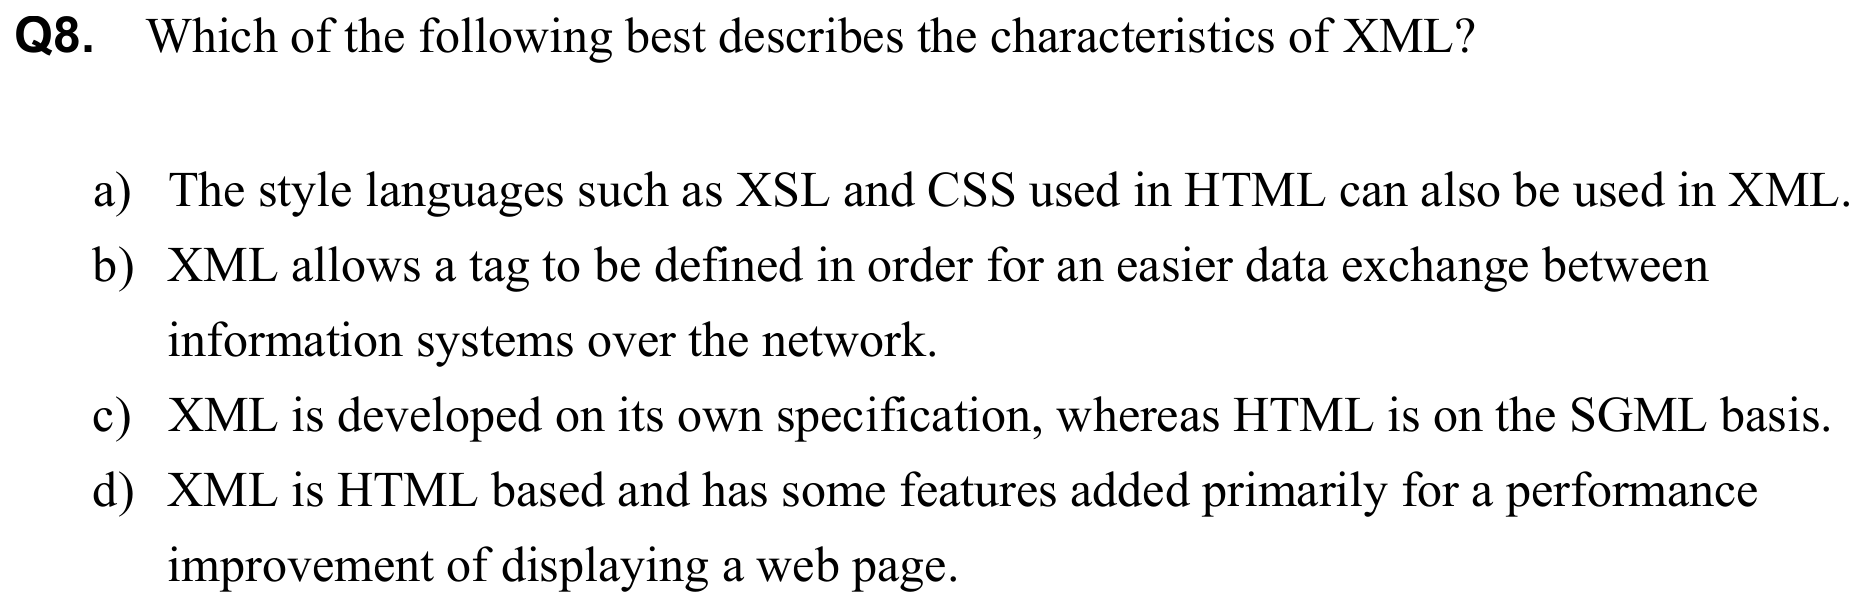 Q8. Which of the following best describes the characteristics of XML?
a) The style languages such as XSL and CSS used in HTML can also be used in XML.
b) XML allows a tag to be defined in order for an easier data exchange between
information systems over the network.
c) XML is developed on its own specification, whereas HTML is on the SGML basis.
d) XML is HTML based and has some features added primarily for a performance
improvement of displaying a web page.